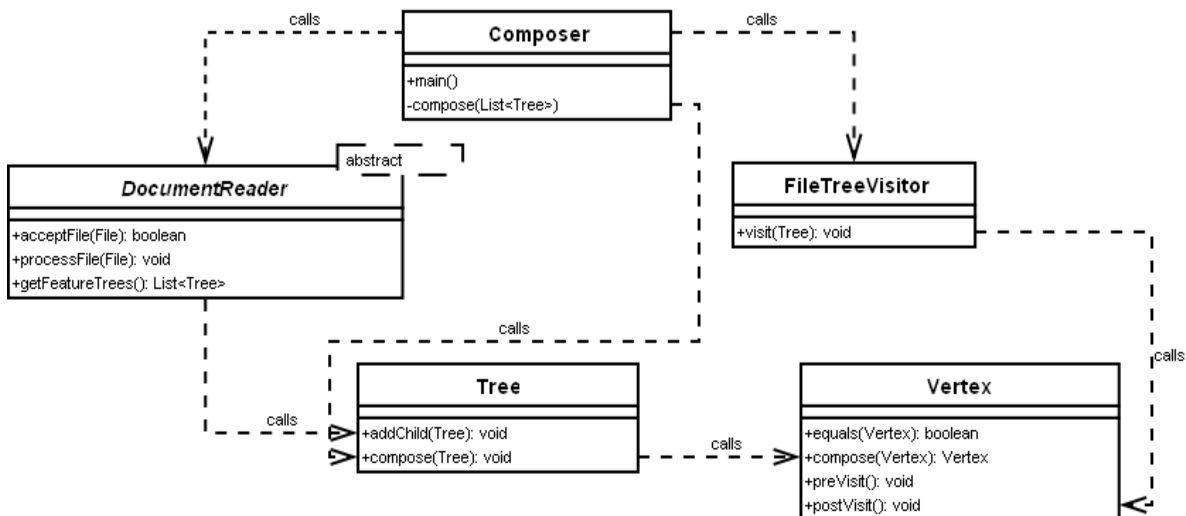 calls
Composer
calls
+main()
-compose(List<Tree>)
abstract
DocumentReader
+acceptFile(File): boolean
+processFile(File): void
+getFeatureTrees(): List<Tree>
FileTreeVisitor
+visit(Tree): void
calls
calls
Tree
calls
+addChild(Tree): void
+compose(Tree): void
calls
Vertex
+equals(Vertex): boolean
+compose(Vertex): Vertex
+preVisit(): void
+postVisit(): void